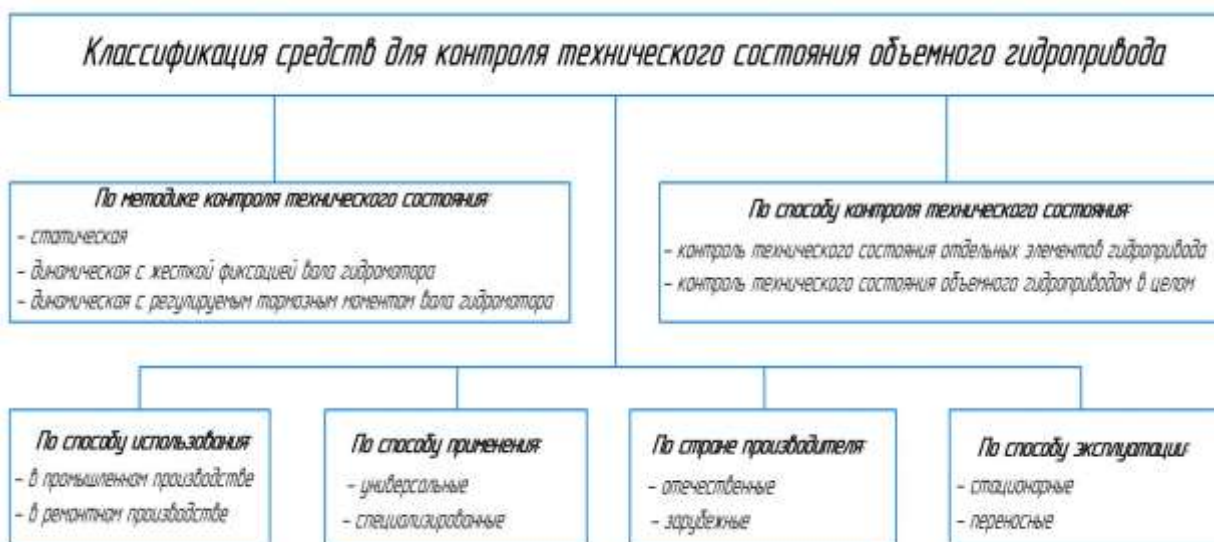 Классификация средств для контроля технического состояния объемного гидропривода
По методике контроля технического состояния:
- статическая
- динамическая с жесткой фиксацией вала гидромотора
- динамическая с регулируемым тормозным моментом вала гидромотора
По способу контроля технического состояния:
- контроль технического состояния отдельных элементов гидропривода
- контроль технического состояния объемного гидроприводам в целом
По способу использования:
- в промышленном производстве
- в ремонтном производстве
По способу применения:
- универсальные
- специализированные
По стране производителя:
- отечественные
- зарубежные
По способу эксплуатации:
- стационарные
- переносные